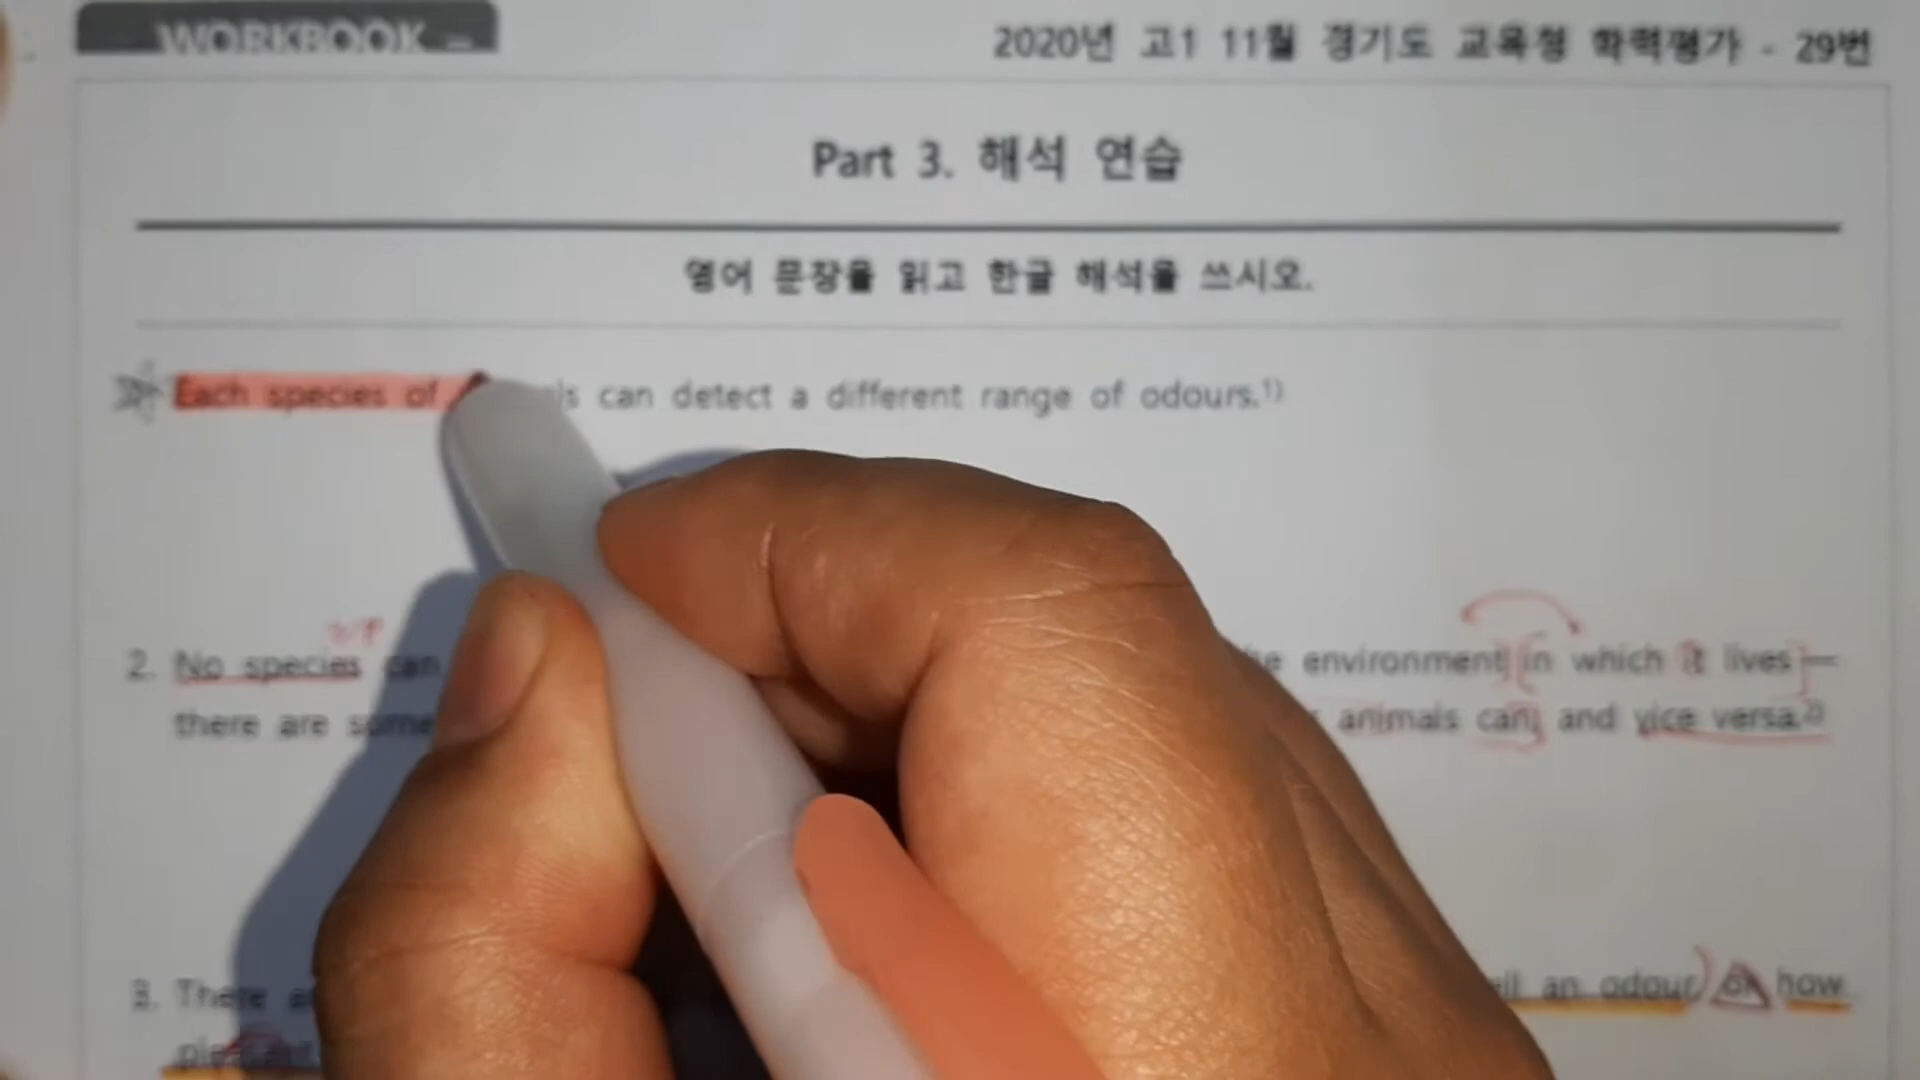 WORKBOOK
2020년 고1 11월 경기도 교육청 학력평가 - 29번
Part 3. 해석 연습
영어 문장을 읽고 한글 해석을 쓰시오.
Each species of can detect a different range of odours.1)
2. No species can environment in which it lives—
there are some animals can, and vice versa.2)
3. There an odour or how
pleasant